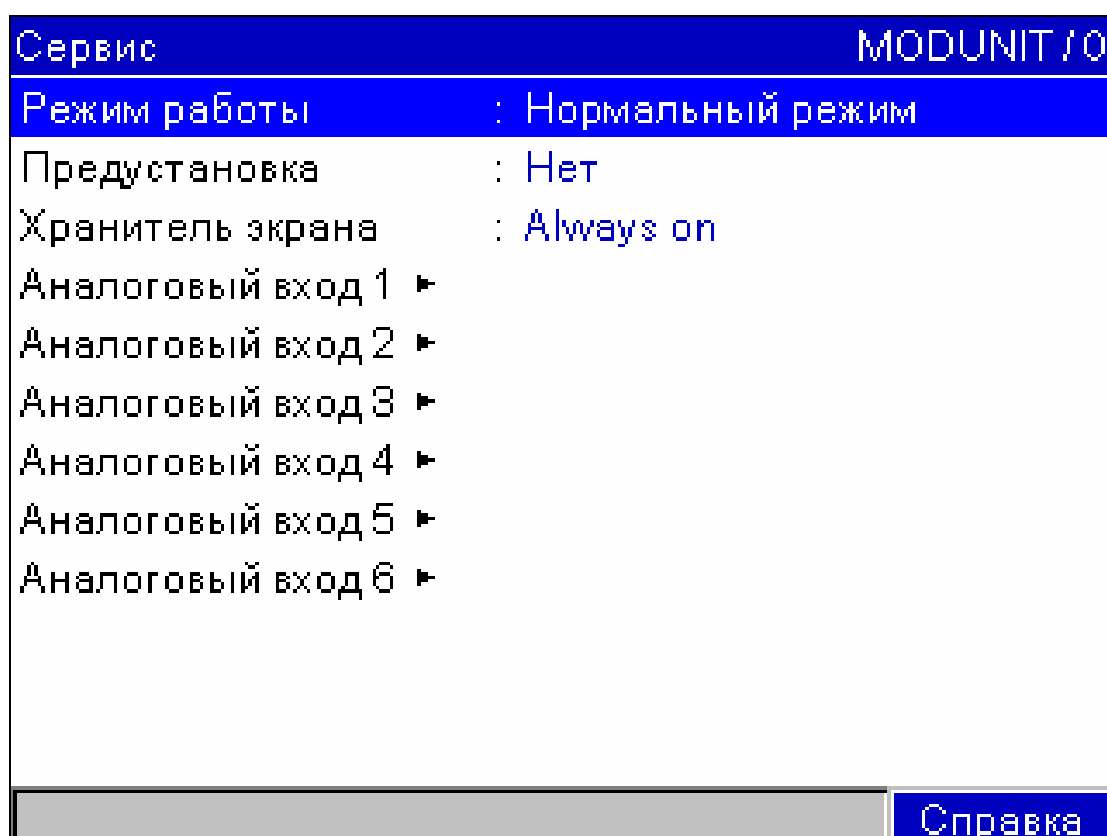 Сервис MODUNIT / 0
Режим работы : Нормальный режим
Предустановка : Нет
Хранитель экрана : Always on
Аналоговый вход 1 ►
Аналоговый вход 2 ►
Аналоговый вход 3 ►
Аналоговый вход 4 ►
Аналоговый вход 5 ►
Аналоговый вход 6 ►
Справка